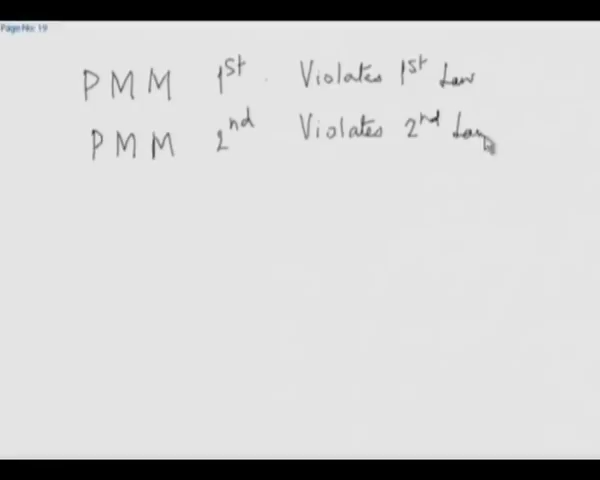 Page No: 19
PMM 1st. Violates 1st Law
PMM 2nd Violates 2nd Law